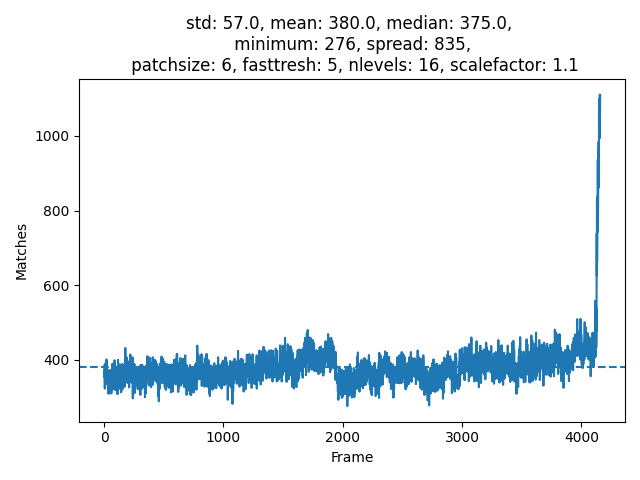 std: 57.0, mean: 380.0, median: 375.0,
minimum: 276, spread: 835,
patchsize: 6, fasttresh: 5, nlevels: 16, scalefactor: 1.1
1000
800
600
400
Matches
0 1000 2000 3000 4000
Frame